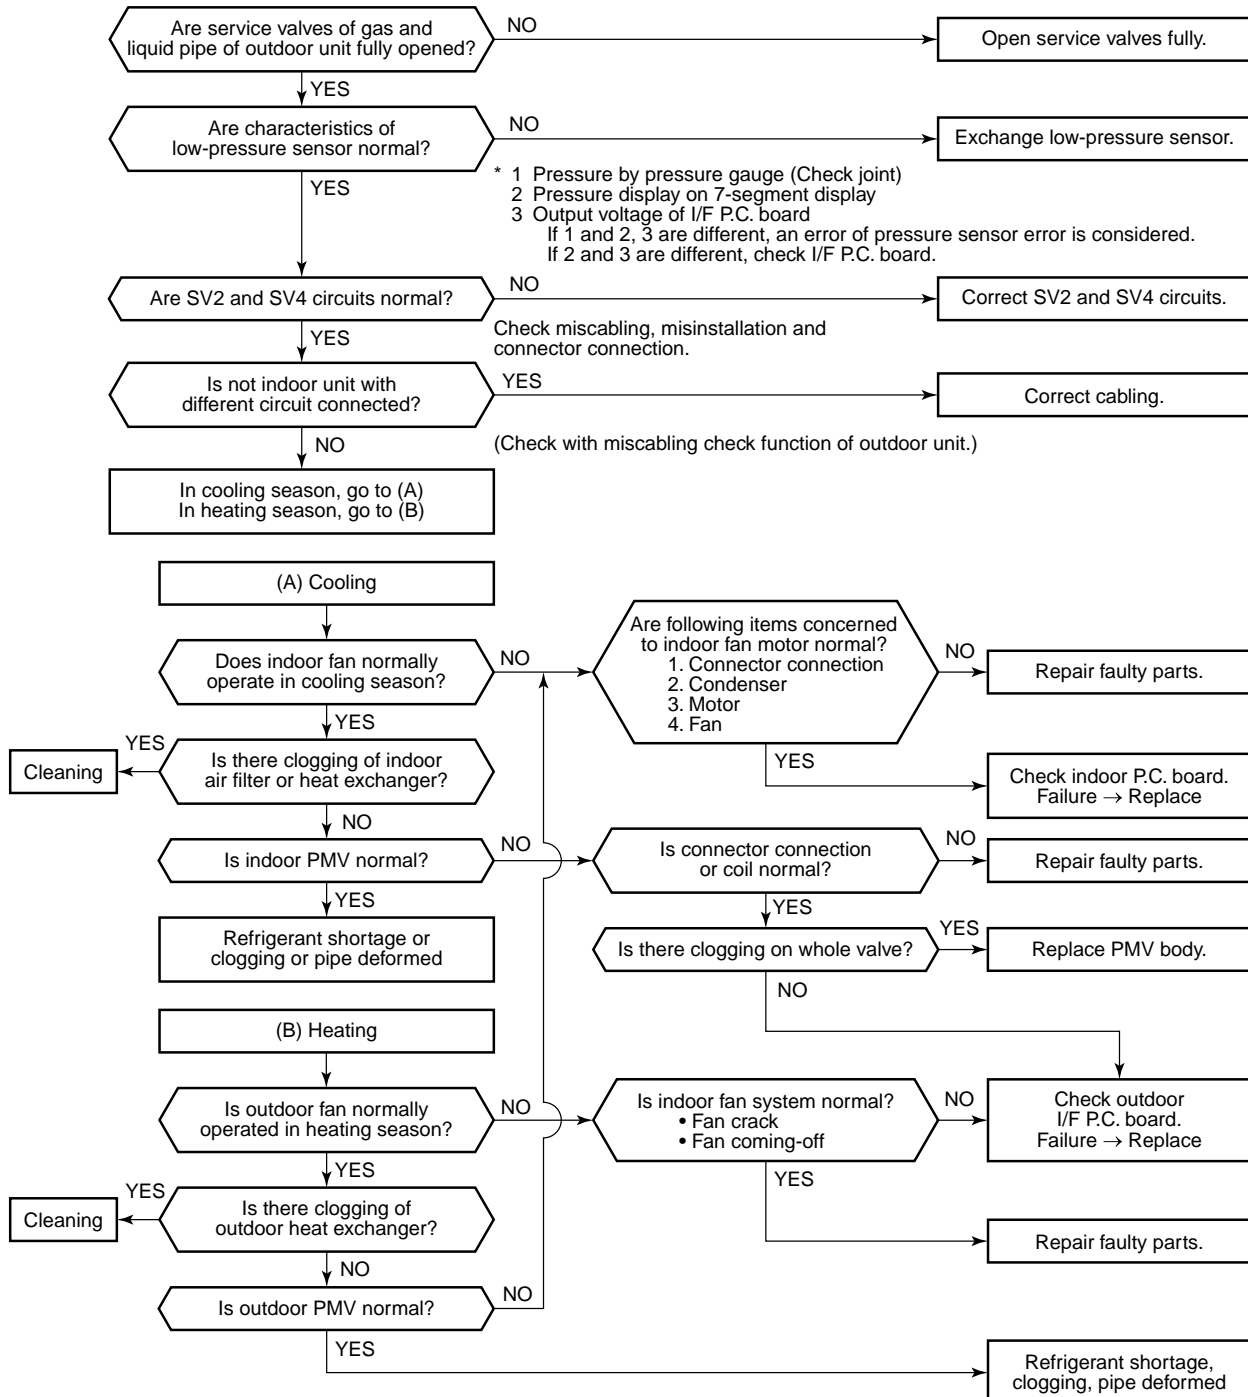 Are service valves of gas and
liquid pipe of outdoor unit fully opened?
NO
Open service valves fully.
YES
Are characteristics of
low-pressure sensor normal?
NO
Exchange low-pressure sensor.
YES
* 1 Pressure by pressure gauge (Check joint)
2 Pressure display on 7-segment display
3 Output voltage of I/F P.C. board
If 1 and 2, 3 are different, an error of pressure sensor error is considered.
If 2 and 3 are different, check I/F P.C. board.
Are SV2 and SV4 circuits normal?
NO
Correct SV2 and SV4 circuits.
YES
Check miscabling, misinstallation and
connector connection.
Is not indoor unit with
different circuit connected?
YES
Correct cabling.
NO
(Check with miscabling check function of outdoor unit.)
In cooling season, go to (A)
In heating season, go to (B)
(A) Cooling
Does indoor fan normally
operate in cooling season?
NO
Are following items concerned
to indoor fan motor normal?
1. Connector connection
2. Condenser
3. Motor
4. Fan
NO
Repair faulty parts.
YES
YES
Check indoor P.C. board.
Failure → Replace
Is there clogging of indoor
air filter or heat exchanger?
YES
Cleaning
NO
Is indoor PMV normal?
NO
Is connector connection
or coil normal?
NO
Repair faulty parts.
YES
YES
Refrigerant shortage or
clogging or pipe deformed
Is there clogging on whole valve?
YES
Replace PMV body.
NO
(B) Heating
Is outdoor fan normally
operated in heating season?
NO
Is indoor fan system normal?
• Fan crack
• Fan coming-off
NO
Check outdoor
I/F P.C. board.
Failure → Replace
YES
YES
Repair faulty parts.
Is there clogging of
outdoor heat exchanger?
YES
Cleaning
NO
Is outdoor PMV normal?
NO
YES
Refrigerant shortage,
clogging, pipe deformed